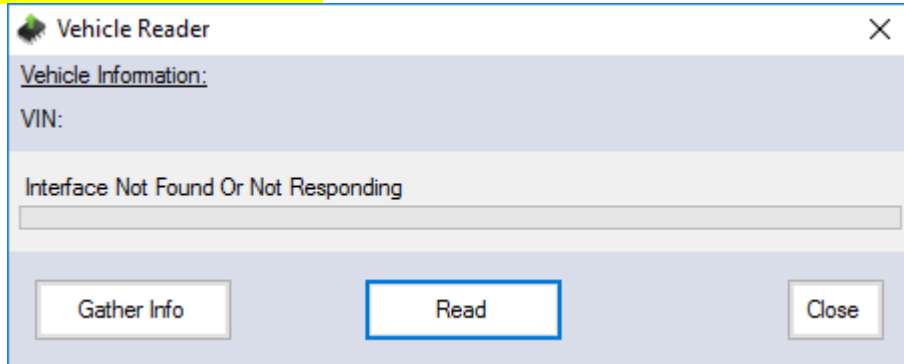 Vehicle Reader
Vehicle Information:
VIN:
Interface Not Found Or Not Responding
Gather Info Read Close